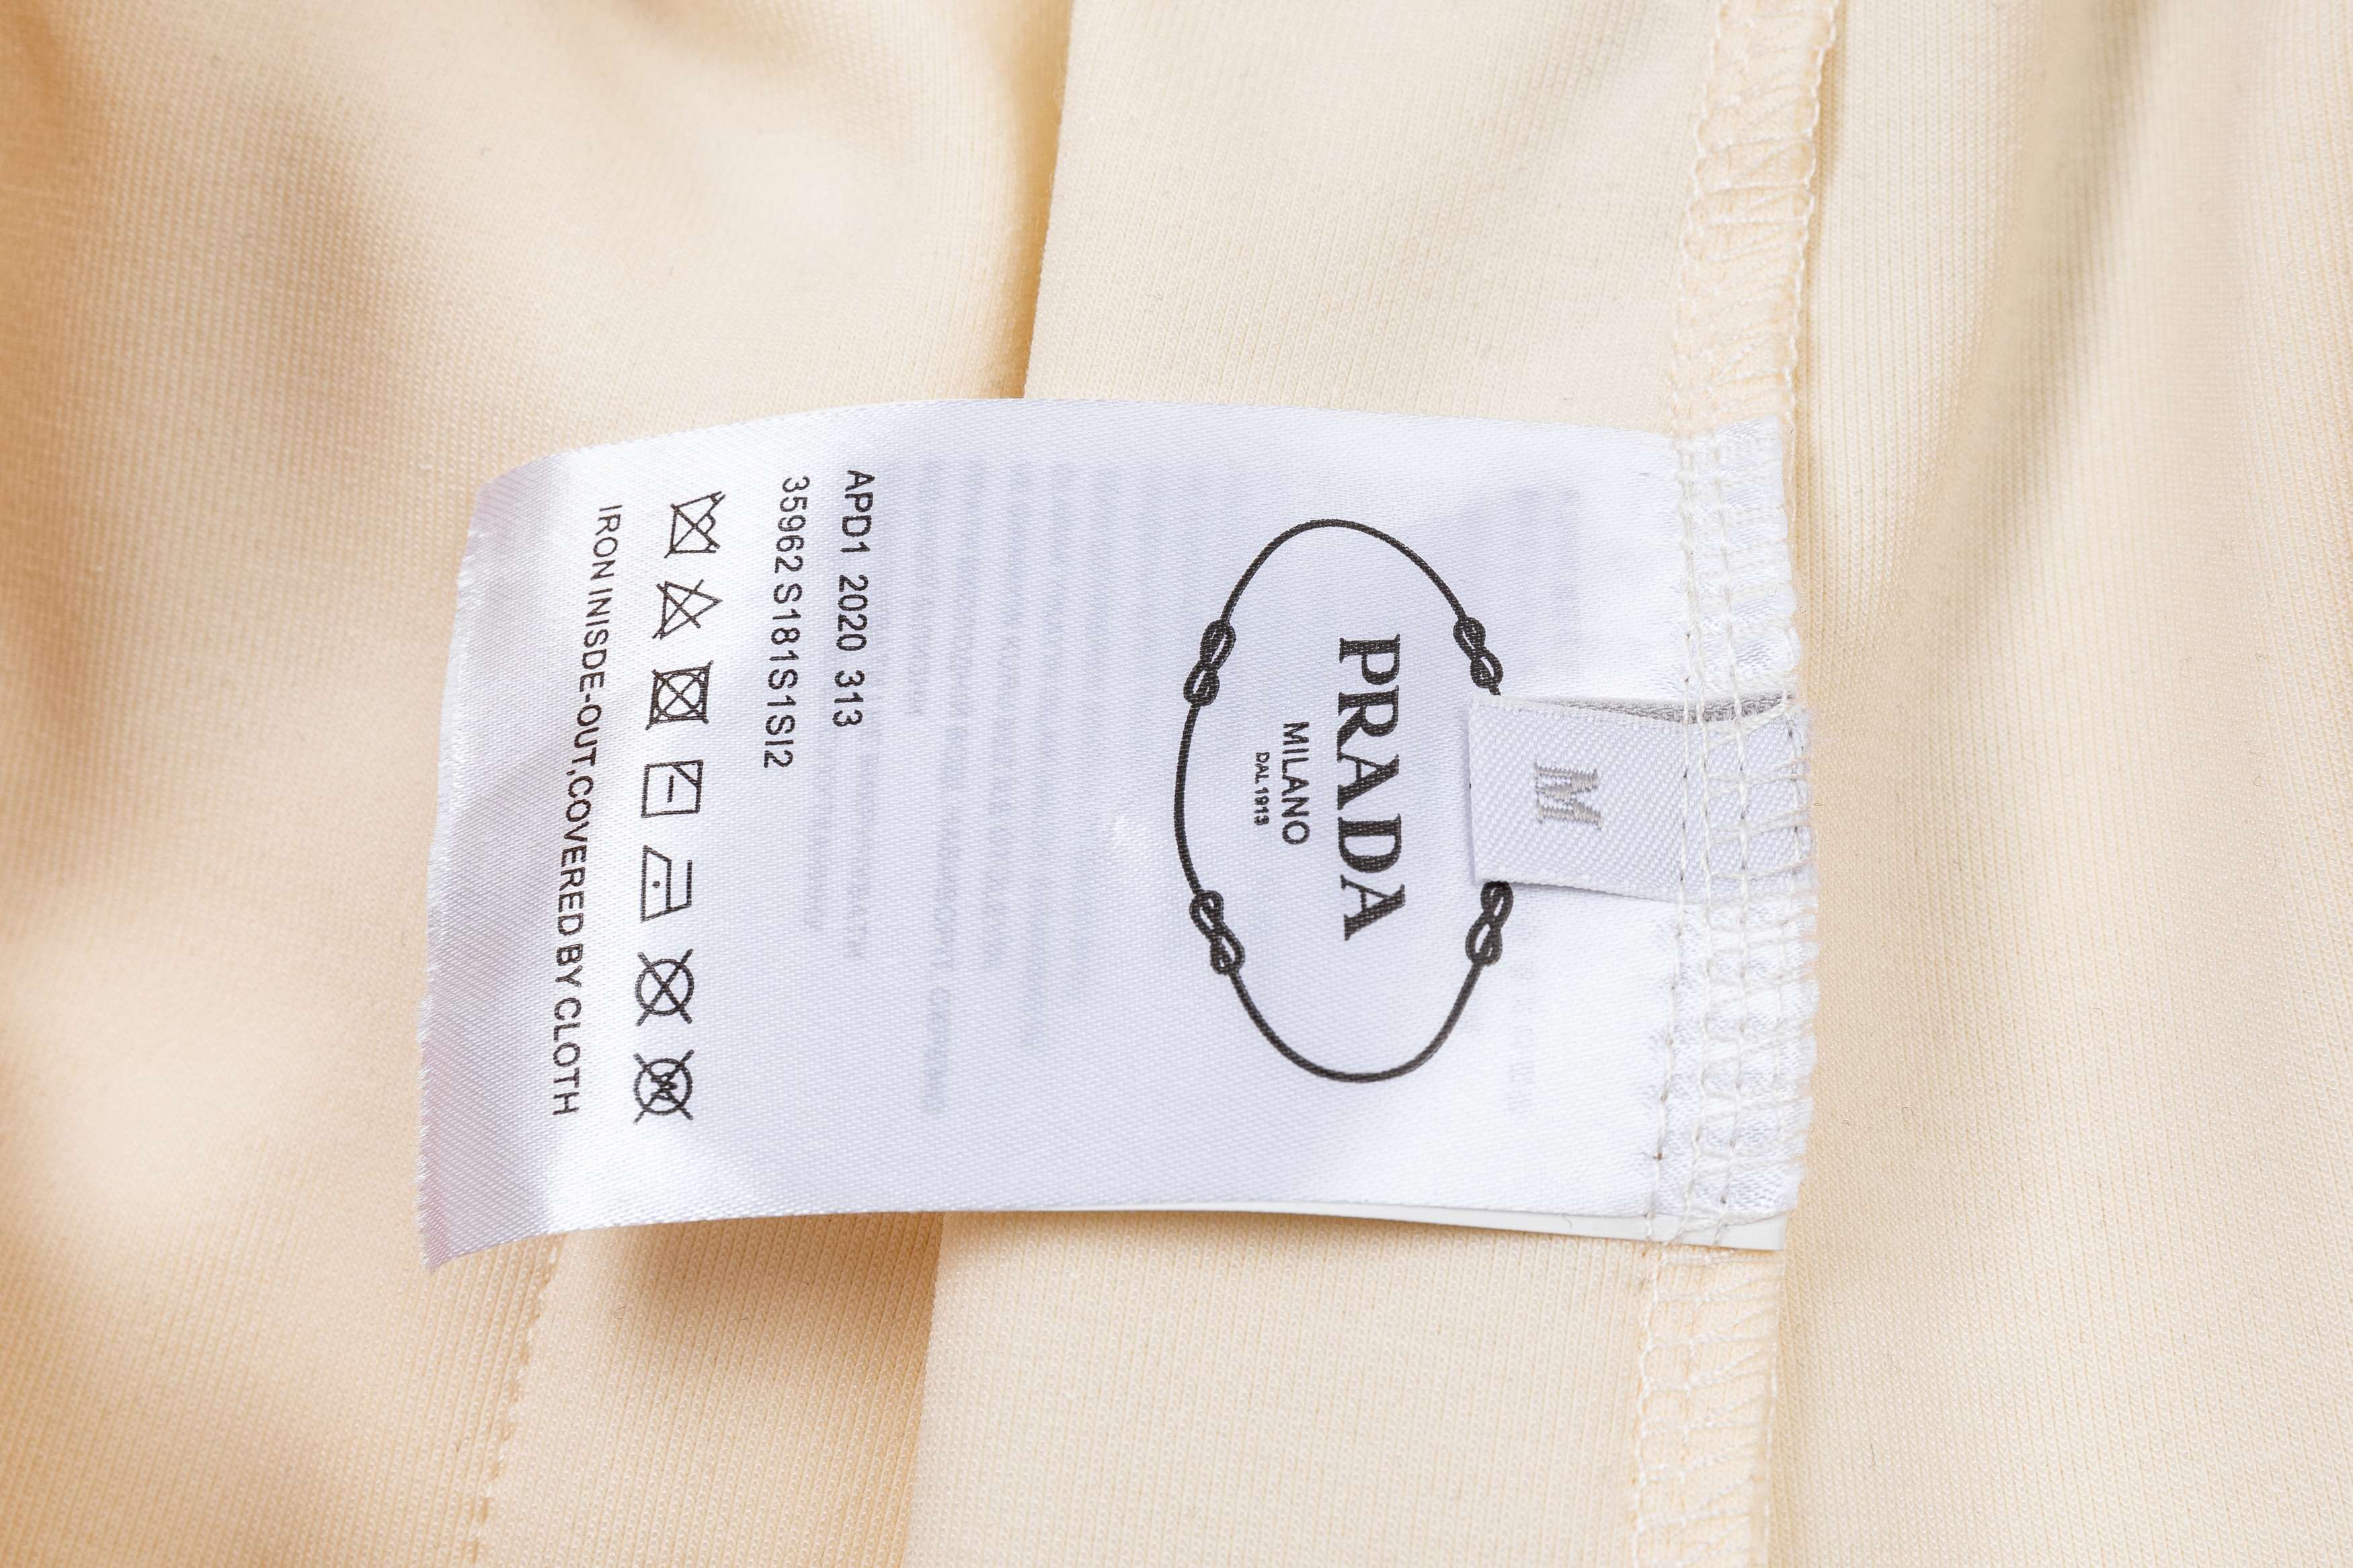 M
PRADA
MILANO
DAL 1913
APD1 2020 313
35962 S181S1SI2
IRON INISDE-OUT,COVERED BY CLOTH